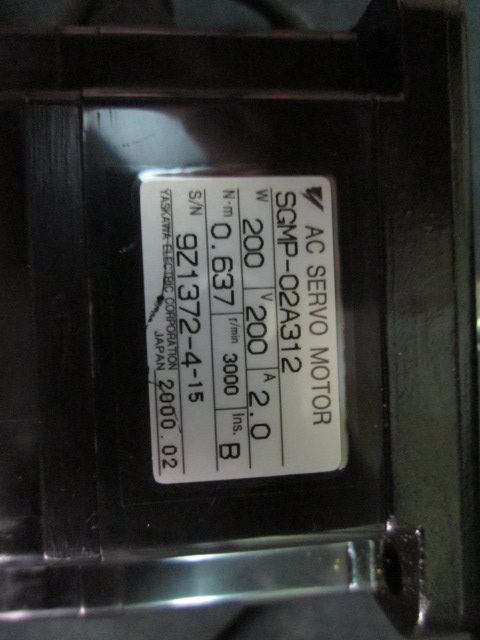 AC SERVO MOTOR
SGMP-02A312
W 200 V 200 A 2.0
N·m 0.637 r/min 3000 Ins. B
S/N 9Z1372-4-15
YASKAWA ELECTRIC CORPORATION JAPAN 2000.02